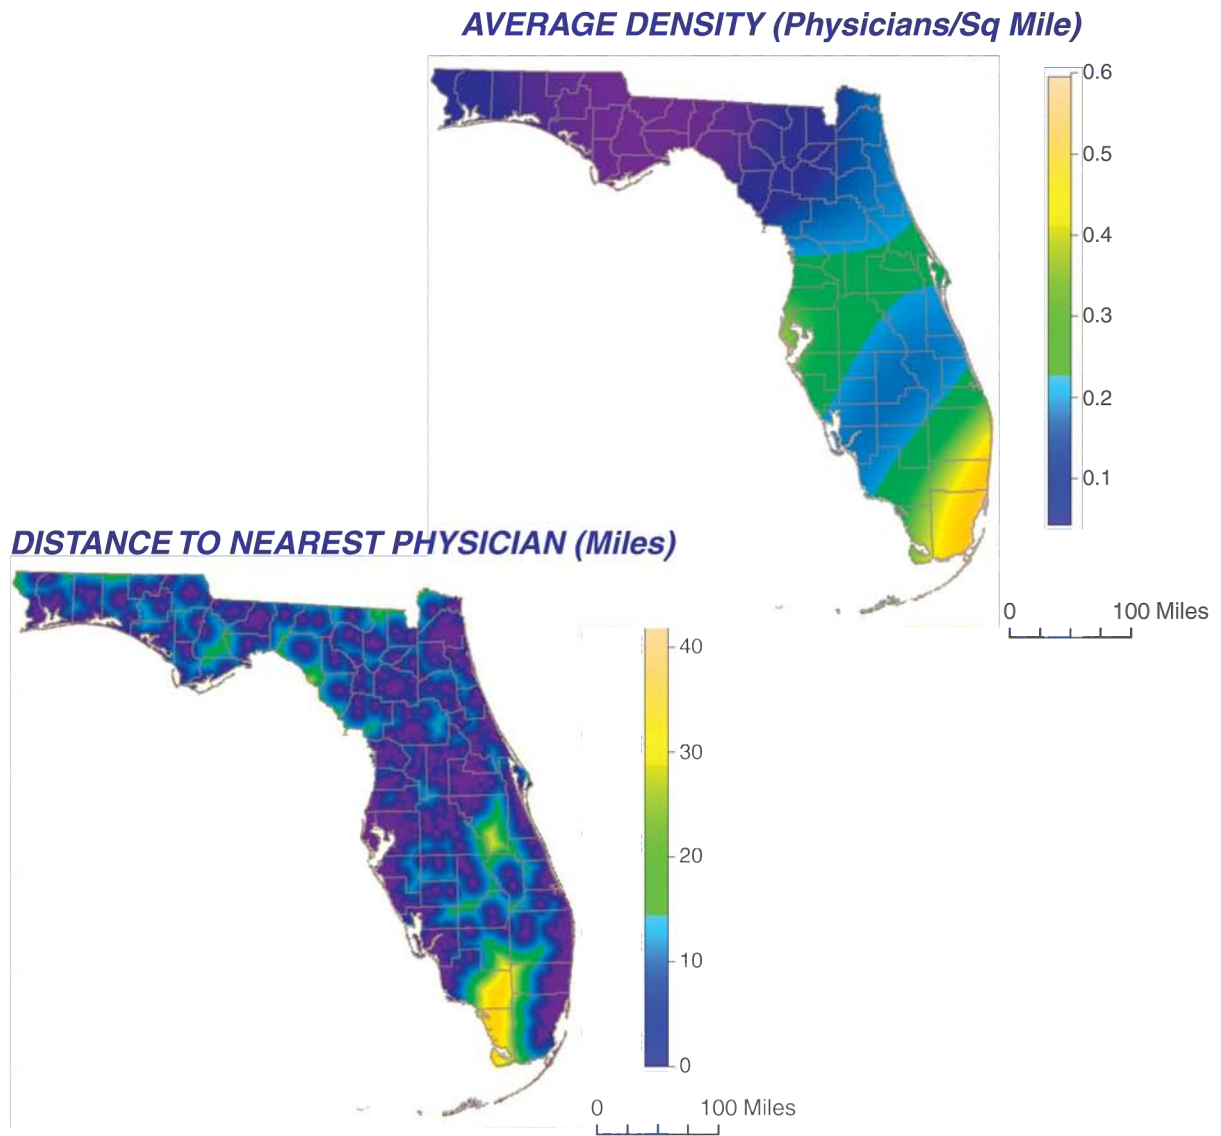 AVERAGE DENSITY (Physicians/Sq Mile)
0.6
0.5
0.4
0.3
0.2
0.1
0 100 Miles
DISTANCE TO NEAREST PHYSICIAN (Miles)
40
30
20
10
0
0 100 Miles